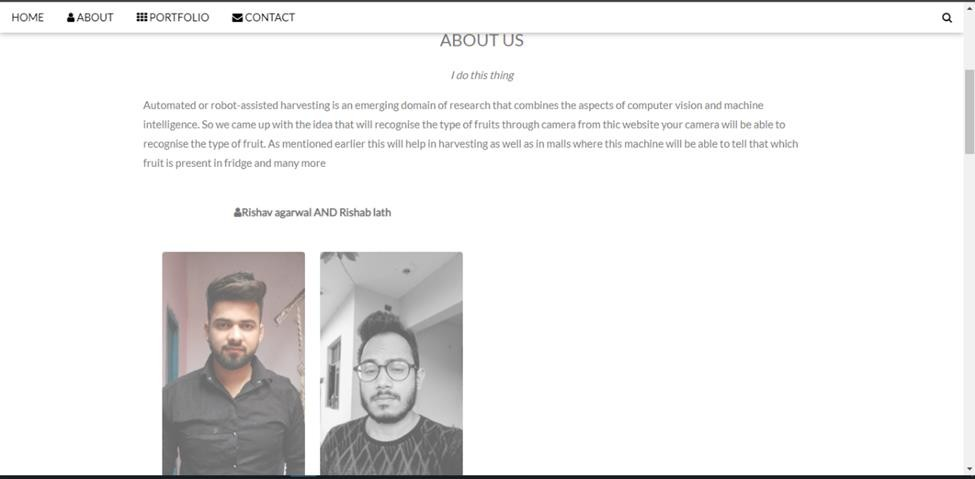 HOME ABOUT PORTFOLIO CONTACT
ABOUT US
I do this thing
Automated or robot-assisted harvesting is an emerging domain of research that combines the aspects of computer vision and machine
intelligence. So we came up with the idea that will recognise the type of fruits through camera from thic website your camera will be able to
recognise the type of fruit. As mentioned earlier this will help in harvesting as well as in malls where this machine will be able to tell that which
fruit is present in fridge and many more
Rishav agarwal AND Rishab lath